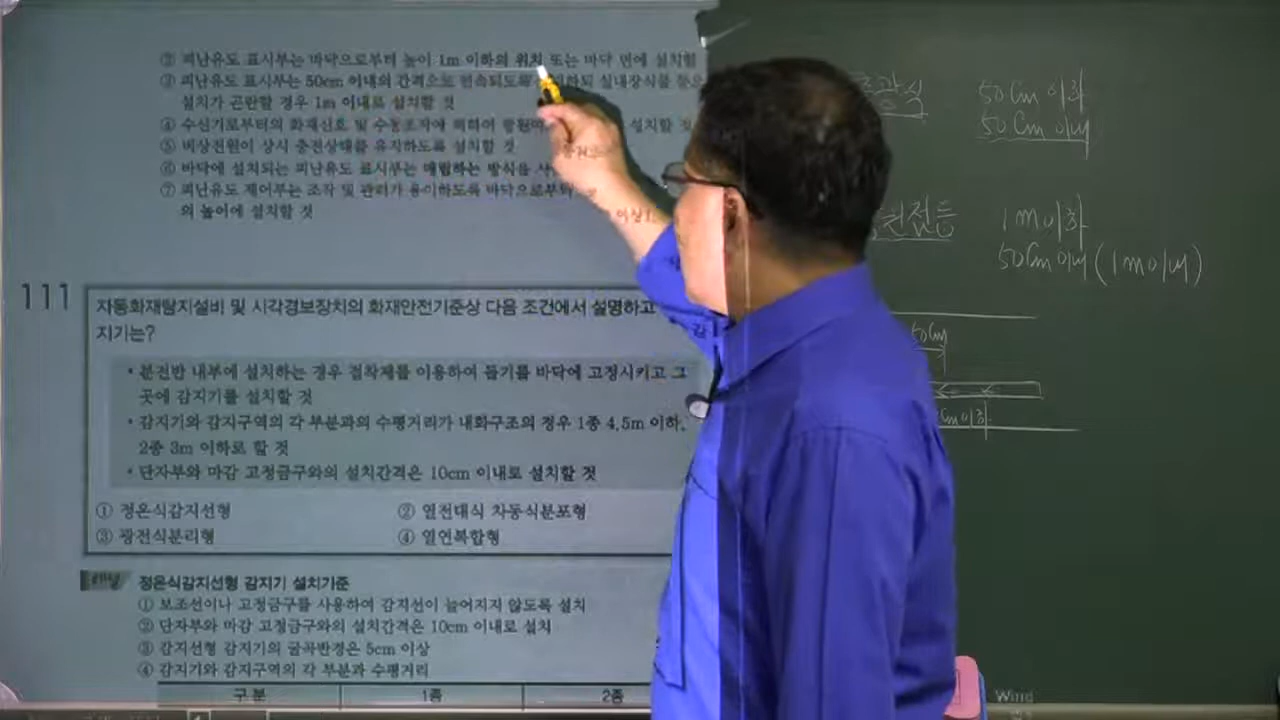 ② 피난유도 표시부는 바닥으로부터 높이 1m 이하의 위치 또는 바닥 면에 설치할
③ 피난유도 표시부는 50cm 이내의 간격으로 연속되도록 실내장식물 등으
설치가 곤란할 경우 1m 이내로 설치할 것
④ 수신기로부터의 화재신호 및 수동조작에 의하여 광원이 설치할 것
⑤ 비상전원이 상시 충전상태를 유지하도록 설치할 것
⑥ 바닥에 설치되는 피난유도 표시부는 매립하는 방식을 사
⑦ 피난유도 제어부는 조작 및 관리가 용이하도록 바닥으로부터
이상1.
의 높이에 설치할 것
111
자동화재탐지설비 및 시각경보장치의 화재안전기준상 다음 조건에서 설명하고
지기는?
• 분전반 내부에 설치하는 경우 접착제를 이용하여 돌기를 바닥에 고정시키고 그
곳에 감지기를 설치할 것
• 감지기와 감지구역의 각 부분과의 수평거리가 내화구조의 경우 1종 4.5m 이하,
2종 3m 이하로 할 것
• 단자부와 마감 고정금구와의 설치간격은 10cm 이내로 설치할 것
① 정온식감지선형 ② 열전대식 차동식분포형
③ 광전식분리형 ④ 열연복합형
해설 정온식감지선형 감지기 설치기준
① 보조선이나 고정금구를 사용하여 감지선이 늘어지지 않도록 설치
② 단자부와 마감 고정금구와의 설치간격은 10cm 이내로 설치
③ 감지선형 감지기의 굴곡반경은 5cm 이상
④ 감지기와 감지구역의 각 부분과 수평거리
구 분 1종 2종
광식 50cm 이하
50cm 이내
원점등 1m이하
50cm이내(1m이내)
50cm
cm이하